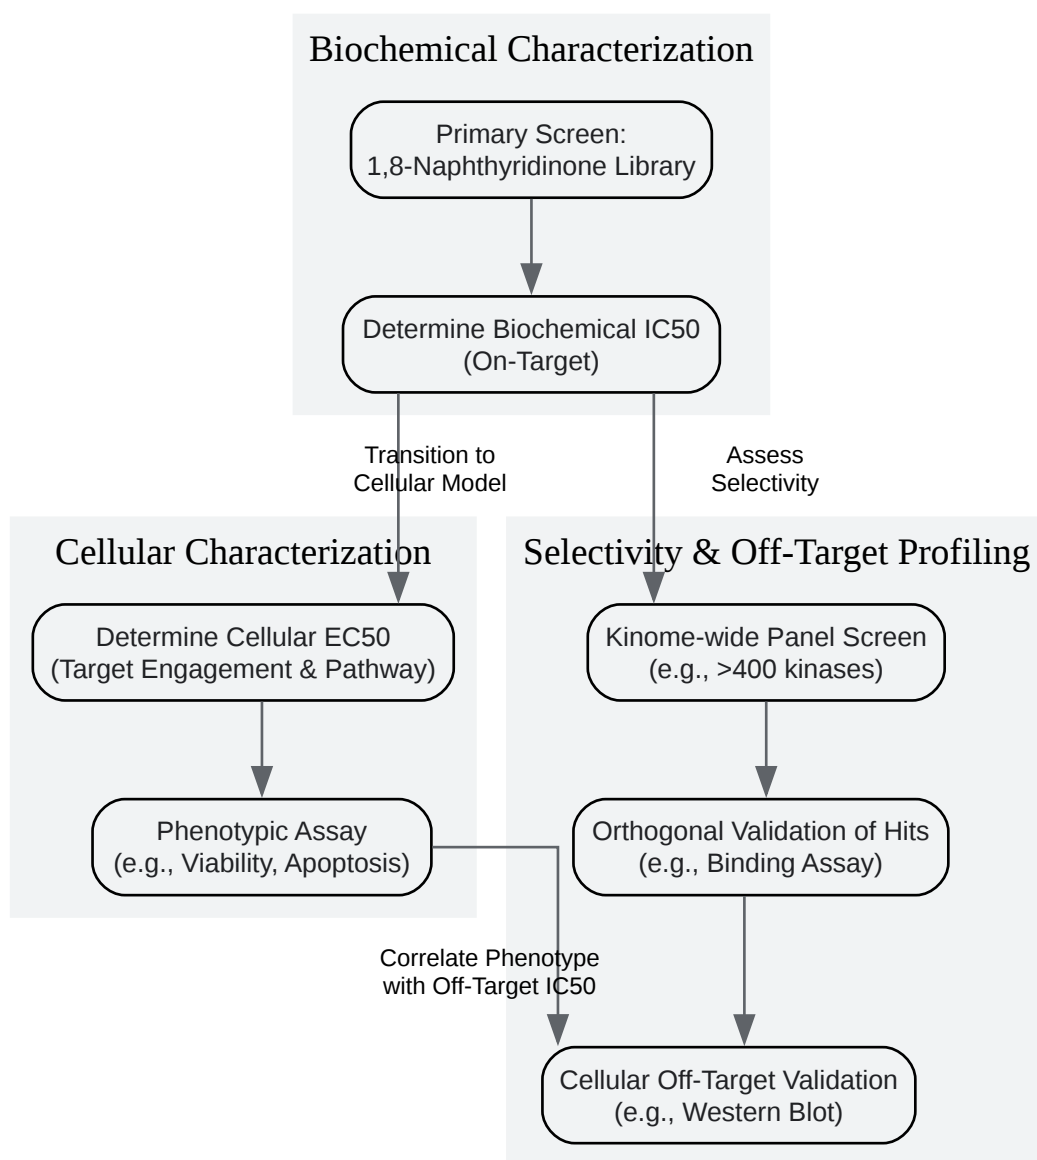 Biochemical Characterization
Primary Screen:
1,8-Naphthyridinone Library
Determine Biochemical IC50
(On-Target)
Transition to
Cellular Model
Assess
Selectivity
Cellular Characterization
Determine Cellular EC50
(Target Engagement & Pathway)
Phenotypic Assay
(e.g., Viability, Apoptosis)
Selectivity & Off-Target Profiling
Kinome-wide Panel Screen
(e.g., >400 kinases)
Orthogonal Validation of Hits
(e.g., Binding Assay)
Correlate Phenotype
with Off-Target IC50
Cellular Off-Target Validation
(e.g., Western Blot)